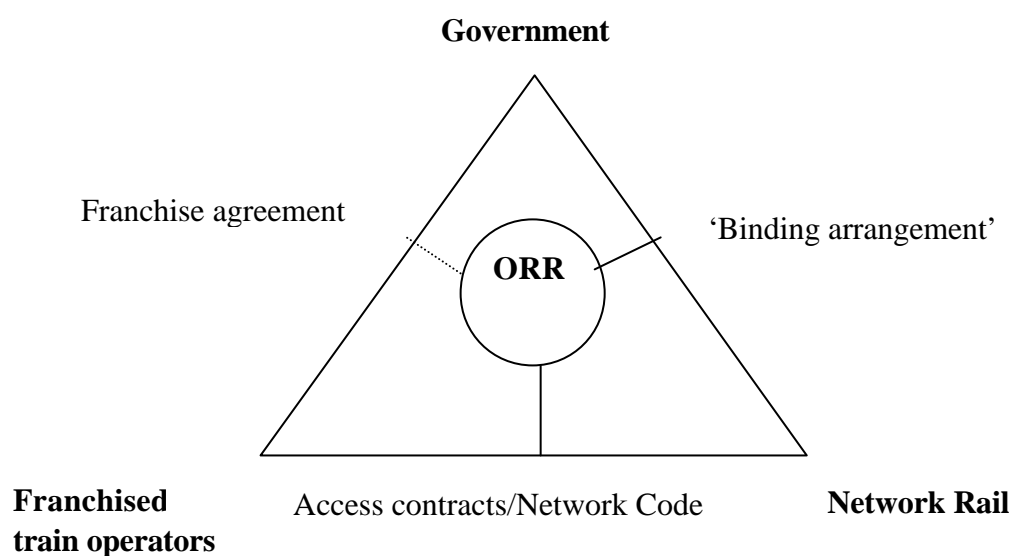 Government
Franchise agreement
‘Binding arrangement’
ORR
Franchised
train operators
Access contracts/Network Code
Network Rail